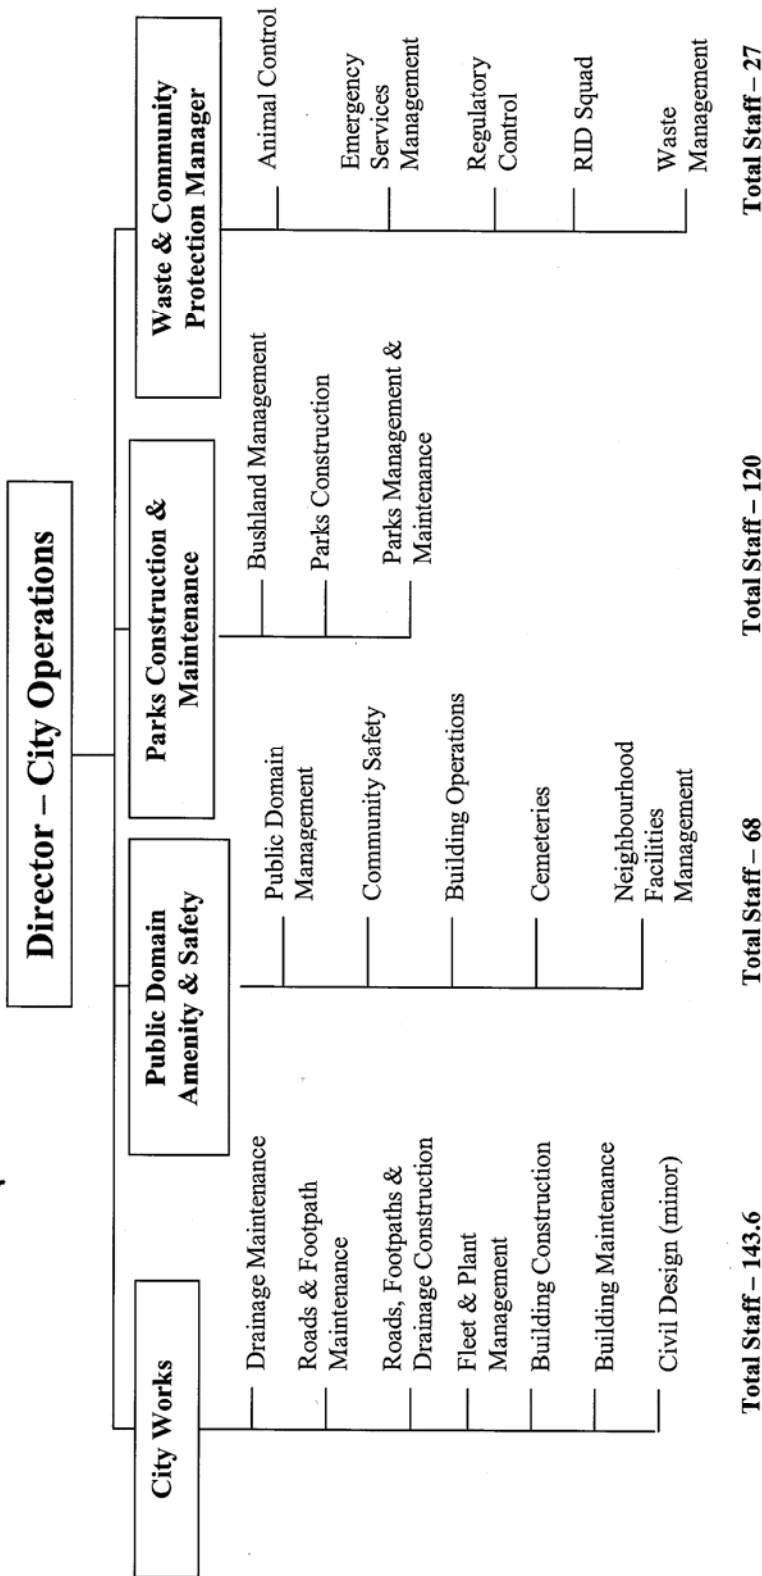 Director – City Operations
City Works
Drainage Maintenance
Roads & Footpath
Maintenance
Roads, Footpaths &
Drainage Construction
Fleet & Plant
Management
Building Construction
Building Maintenance
Civil Design (minor)
Total Staff – 143.6
Public Domain
Amenity & Safety
Public Domain
Management
Community Safety
Building Operations
Cemeteries
Neighbourhood
Facilities
Management
Total Staff – 68
Parks Construction &
Maintenance
Bushland Management
Parks Construction
Parks Management &
Maintenance
Total Staff – 120
Waste & Community
Protection Manager
Animal Control
Emergency
Services
Management
Regulatory
Control
RID Squad
Waste
Management
Total Staff – 27